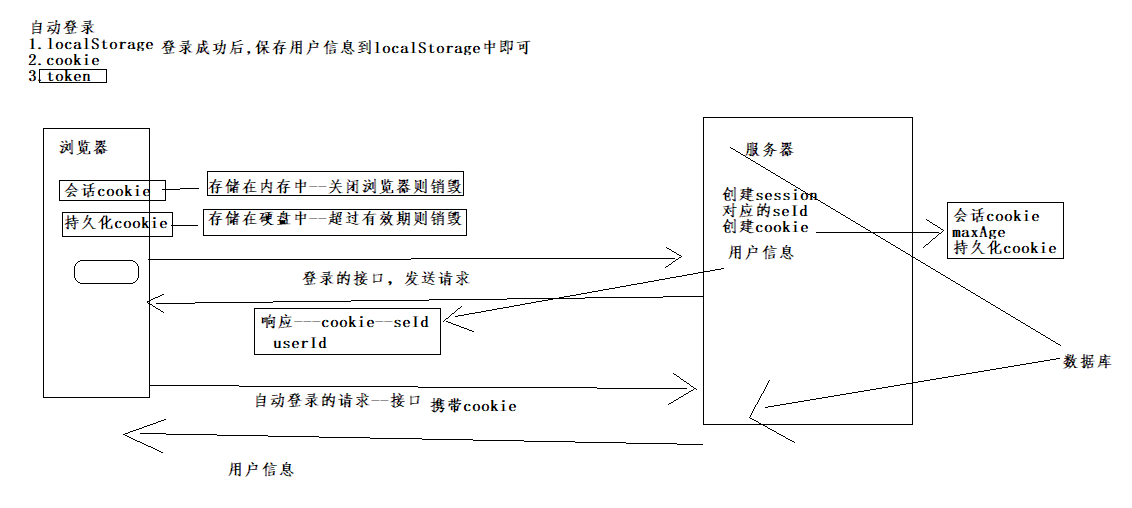 自动登录
1.localStorage 登录成功后,保存用户信息到localStorage中即可
2.cookie
3.token
浏览器
会话cookie
存储在内存中--关闭浏览器则销毁
持久化cookie
存储在硬盘中--超过有效期则销毁
服务器
创建session
对应的seId
创建cookie
用户信息
会话cookie
maxAge
持久化cookie
登录的接口，发送请求
响应---cookie--seId
userId
数据库
自动登录的请求--接口 携带cookie
用户信息